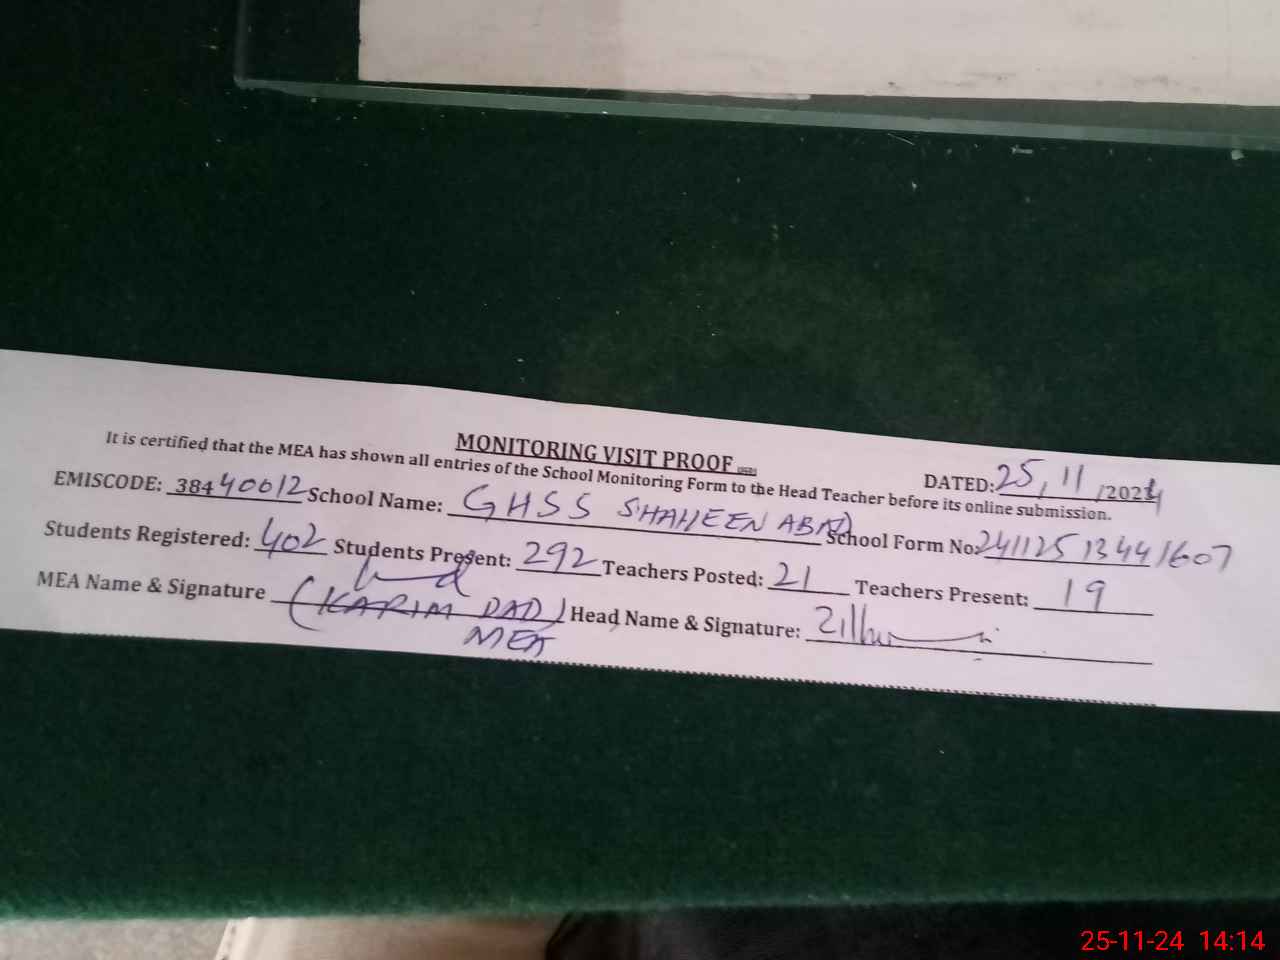 MONITORING VISIT PROOF
DATED: 25, 11 /2024
It is certified that the MEA has shown all entries of the School Monitoring Form to the Head Teacher before its online submission.
EMISCODE: 38440012 School Name: GHSS SHAHEEN ABAD School Form No: 24112513441607
Students Registered: 402 Students Present: 292 Teachers Posted: 21 Teachers Present: 19
MEA Name & Signature (KARIM DAD) Head Name & Signature:
MEA
25-11-24 14:14